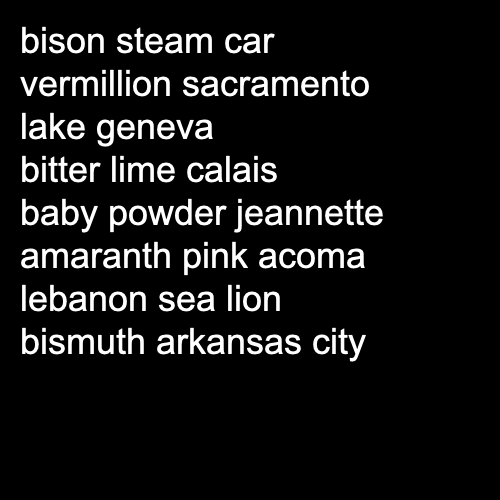 bison steam car
vermillion sacramento
lake geneva
bitter lime calais
baby powder jeannette
amaranth pink acoma
lebanon sea lion
bismuth arkansas city